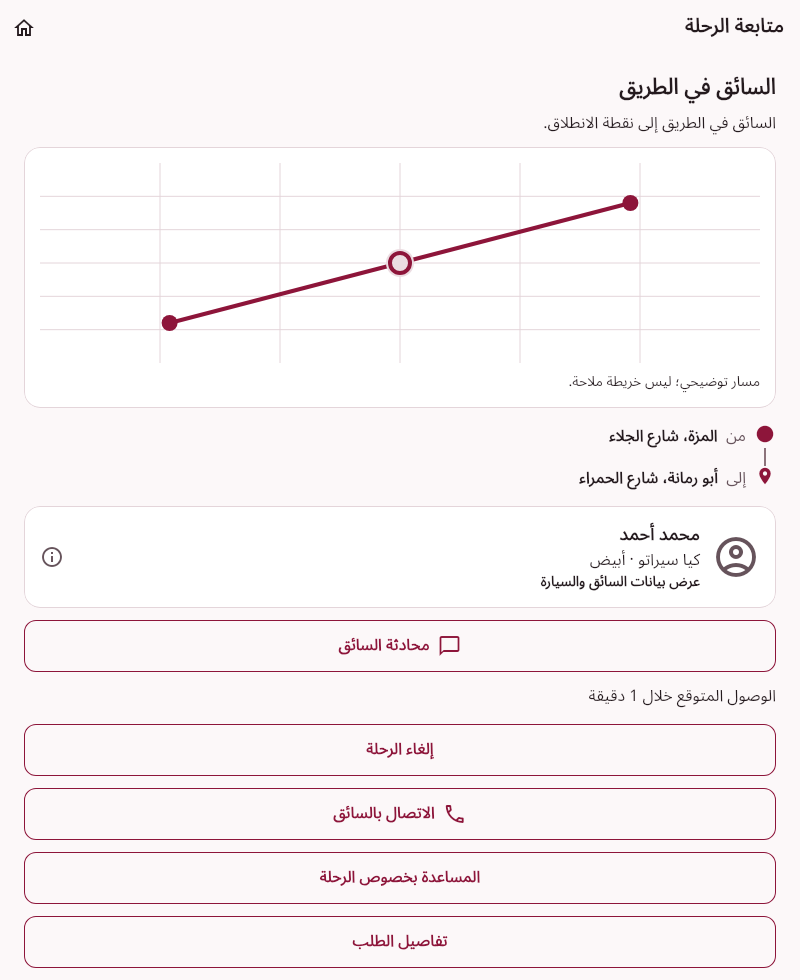 متابعة الرحلة
السائق في الطريق
السائق في الطريق إلى نقطة الانطلاق.
مسار توضيحي؛ ليس خريطة ملاحة.
من المزة، شارع الجلاء
إلى أبو رمانة، شارع الحمراء
محمد أحمد
كيا سيراتو · أبيض
عرض بيانات السائق والسيارة
محادثة السائق
الوصول المتوقع خلال 1 دقيقة
إلغاء الرحلة
الاتصال بالسائق
المساعدة بخصوص الرحلة
تفاصيل الطلب